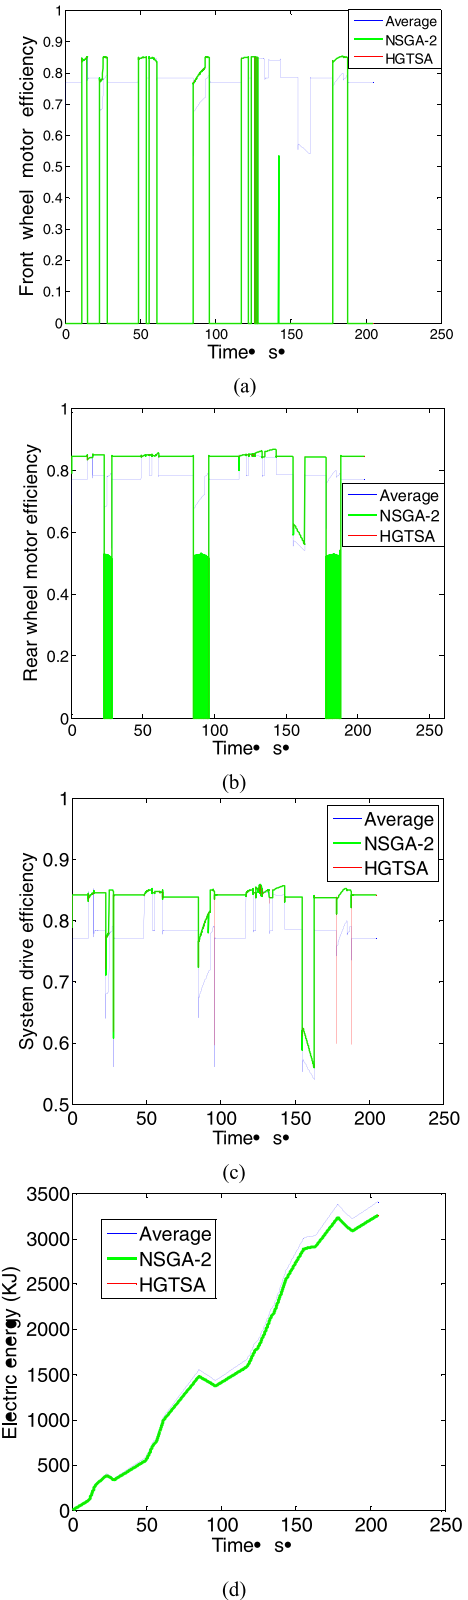 1
0.9
0.8
0.7
0.6
0.5
0.4
0.3
0.2
0.1
0
Front wheel motor efficiency
Average
NSGA-2
HGTSA
0 50 100 150 200 250
Time• s•
(a)
1
0.8
0.6
0.4
0.2
0
Rear wheel motor efficiency
Average
NSGA-2
HGTSA
0 50 100 150 200 250
Time• s•
(b)
1
0.9
0.8
0.7
0.6
0.5
System drive efficiency
Average
NSGA-2
HGTSA
0 50 100 150 200 250
Time• s•
(c)
3500
3000
2500
2000
1500
1000
500
0
Electric energy (KJ)
Average
NSGA-2
HGTSA
0 50 100 150 200 250
Time• s•
(d)